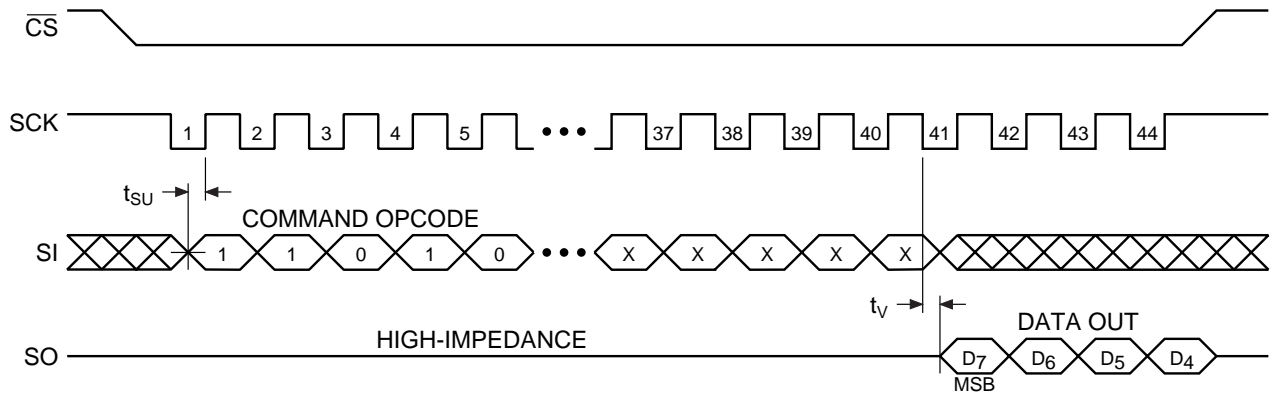 CS
SCK
1 2 3 4 5 ••• 37 38 39 40 41 42 43 44
tSU
COMMAND OPCODE
SI
1 1 0 1 0 ••• X X X X X
tV
HIGH-IMPEDANCE
DATA OUT
SO
D7 D6 D5 D4
MSB